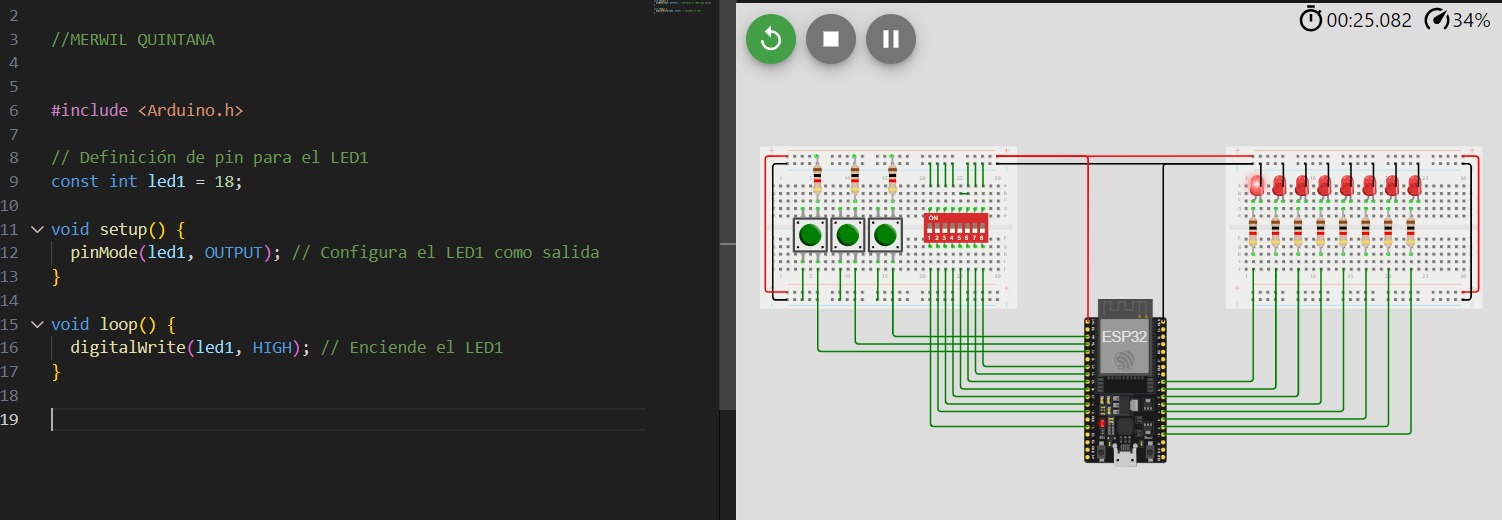 2
3 //MERWIL QUINTANA
4
5
6 #include <Arduino.h>
7
8 // Definición de pin para el LED1
9 const int led1 = 18;
10
11 void setup() {
12 pinMode(led1, OUTPUT); // Configura el LED1 como salida
13 }
14
15 void loop() {
16 digitalWrite(led1, HIGH); // Enciende el LED1
17 }
18
19
00:25.082 34%
ON
1 2 3 4 5 6 7 8
ESP32